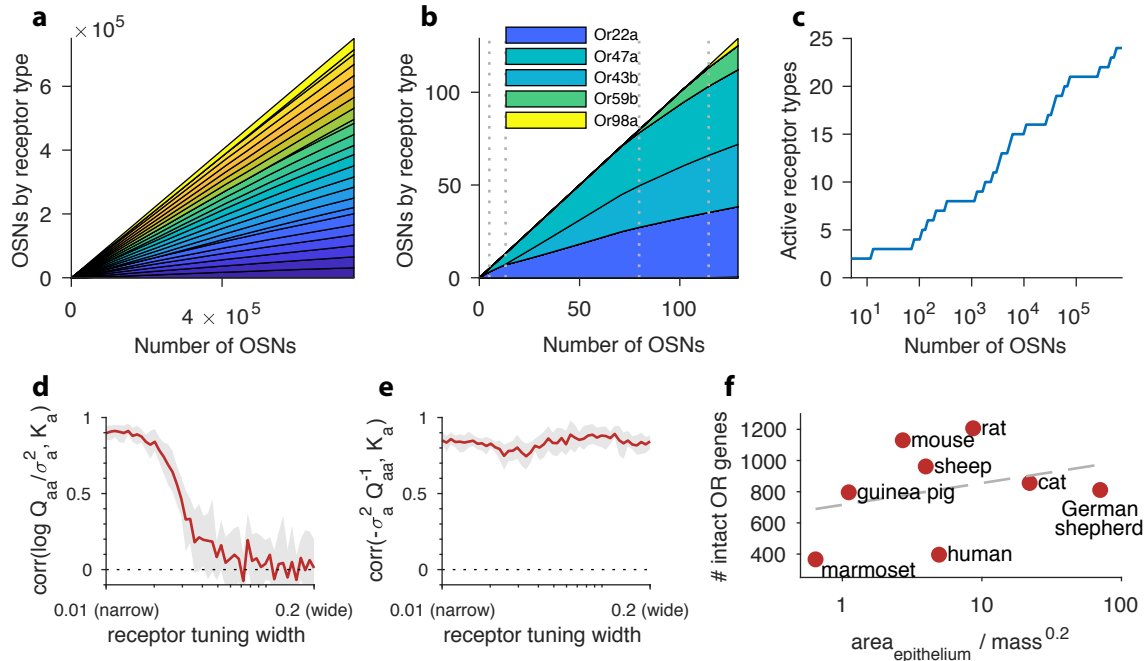 a
× 10^5
OSNs by receptor type
6
4
2
0
0
4 × 10^5
Number of OSNs
b
OSNs by receptor type
100
50
0
Or22a
Or47a
Or43b
Or59b
Or98a
0
50
100
Number of OSNs
c
Active receptor types
25
20
15
10
5
0
10^1
10^2
10^3
10^4
10^5
Number of OSNs
d
corr(log Q_aa/σ_a^2, K_a)
1
0.5
0
0.01 (narrow)
0.2 (wide)
receptor tuning width
e
corr(-σ_a^2 Q_aa^-1, K_a)
1
0.5
0
0.01 (narrow)
0.2 (wide)
receptor tuning width
f
# intact OR genes
1200
1000
800
600
400
rat
mouse
sheep
guinea pig
cat
German
shepherd
human
marmoset
1
10
100
area_epithelium / mass^0.2